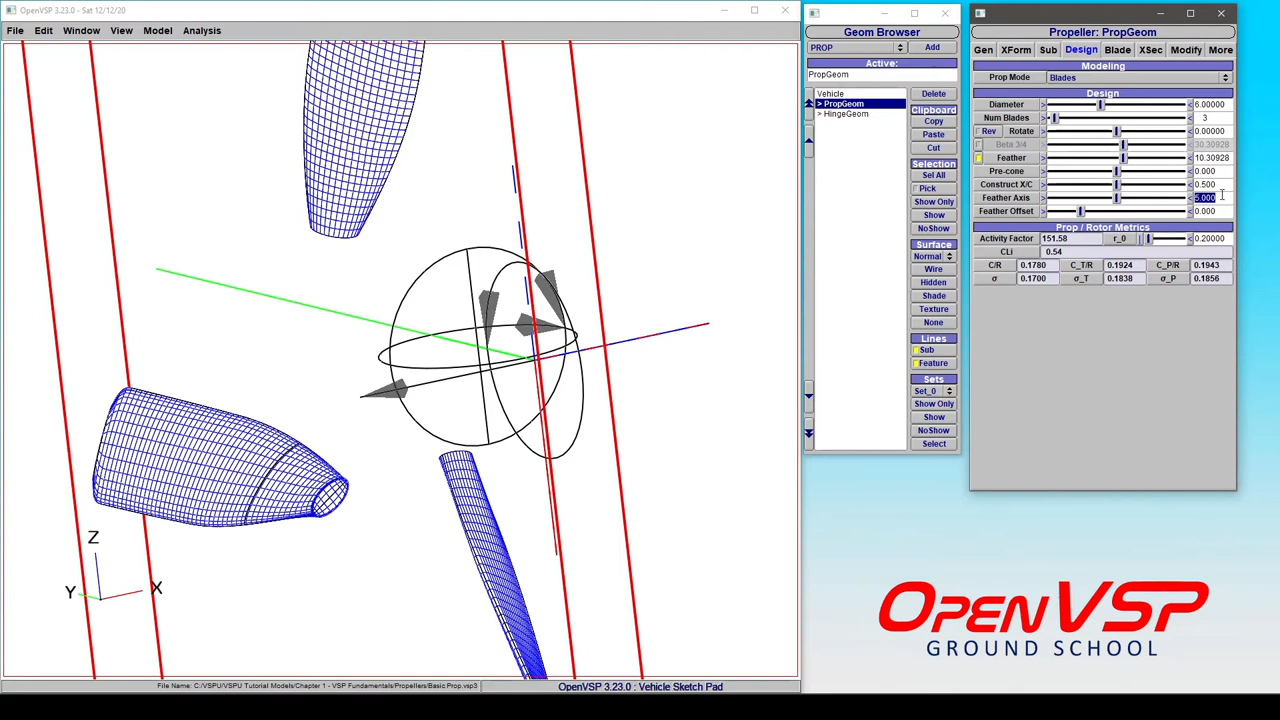 OpenVSP 3.23.0 - Sat 12/12/20
File Edit Window View Model Analysis
Z
Y
X
File Name: C:/VSPU/VSPU Tutorial Models/Chapter 1 - VSP Fundamentals/Propellers/Basic Prop.vsp3
OpenVSP 3.23.0 : Vehicle Sketch Pad
Geom Browser
PROP Add
Active:
PropGeom
Vehicle
> PropGeom
> HingeGeom
Delete
Clipboard
Copy
Paste
Cut
Selection
Sel All
Pick
Show Only
Show
NoShow
Surface
Normal
Wire
Hidden
Shade
Texture
None
Lines
Sub
Feature
Sets
Set_0
Show Only
Show
NoShow
Select
Propeller: PropGeom
Gen XForm Sub Design Blade XSec Modify More
Modeling
Prop Mode Blades
Design
Diameter > < 6.00000
Num Blades > < 3
Rev Rotate > < 0.00000
Beta 3/4 > < 30.30928
Feather > < 10.30928
Pre-cone > < 0.000
Construct X/C > < 0.500
Feather Axis > < 5.000
Feather Offset > < 0.000
Prop / Rotor Metrics
Activity Factor 151.58 r_0 < 0.20000
CLi 0.54
C/R 0.1780 C_T/R 0.1924 C_P/R 0.1943
σ 0.1700 σ_T 0.1838 σ_P 0.1856
OpenVSP
GROUND SCHOOL